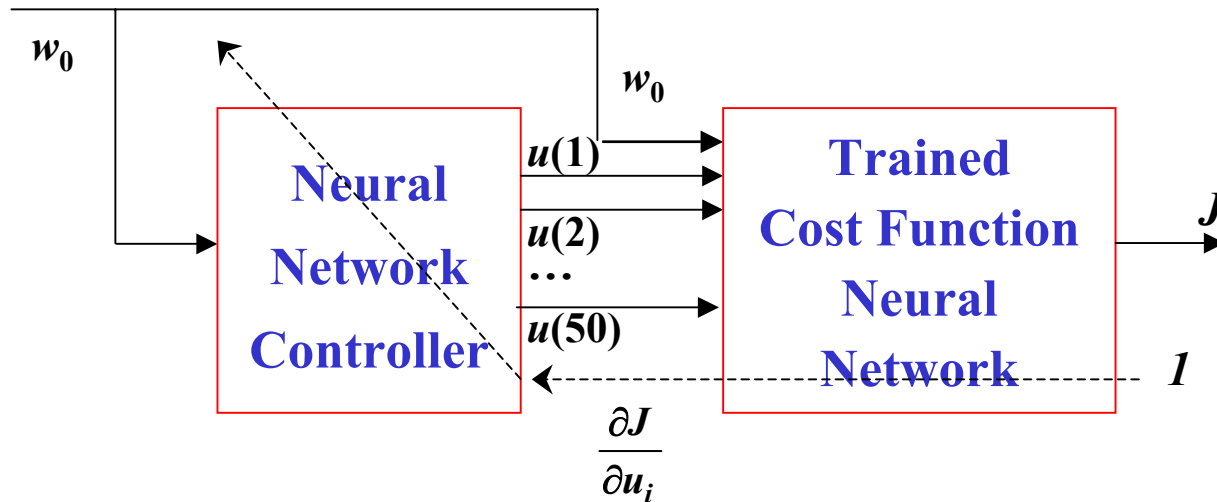 w₀
w₀
Neural
Network
Controller
u(1)
u(2)
...
u(50)
Trained
Cost Function
Neural
Network
J
1
∂J
∂uᵢ